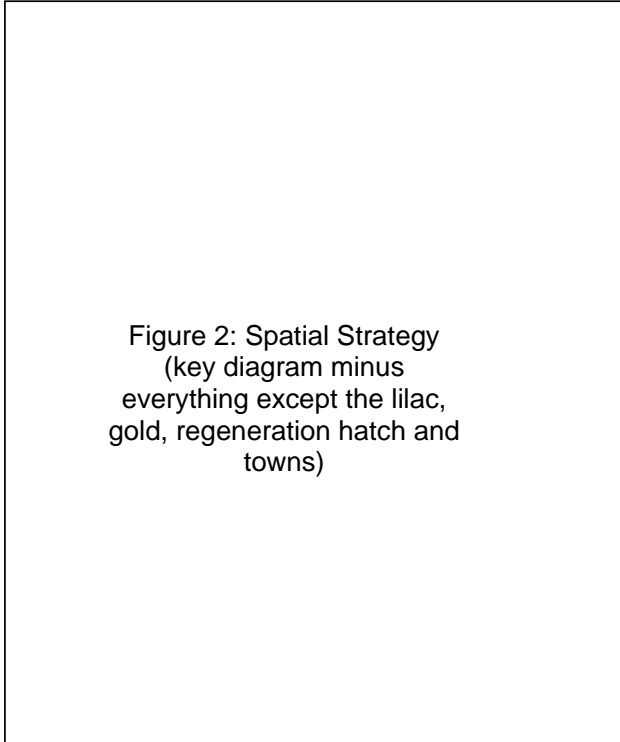 Figure 2: Spatial Strategy
(key diagram minus
everything except the lilac,
gold, regeneration hatch and
towns)